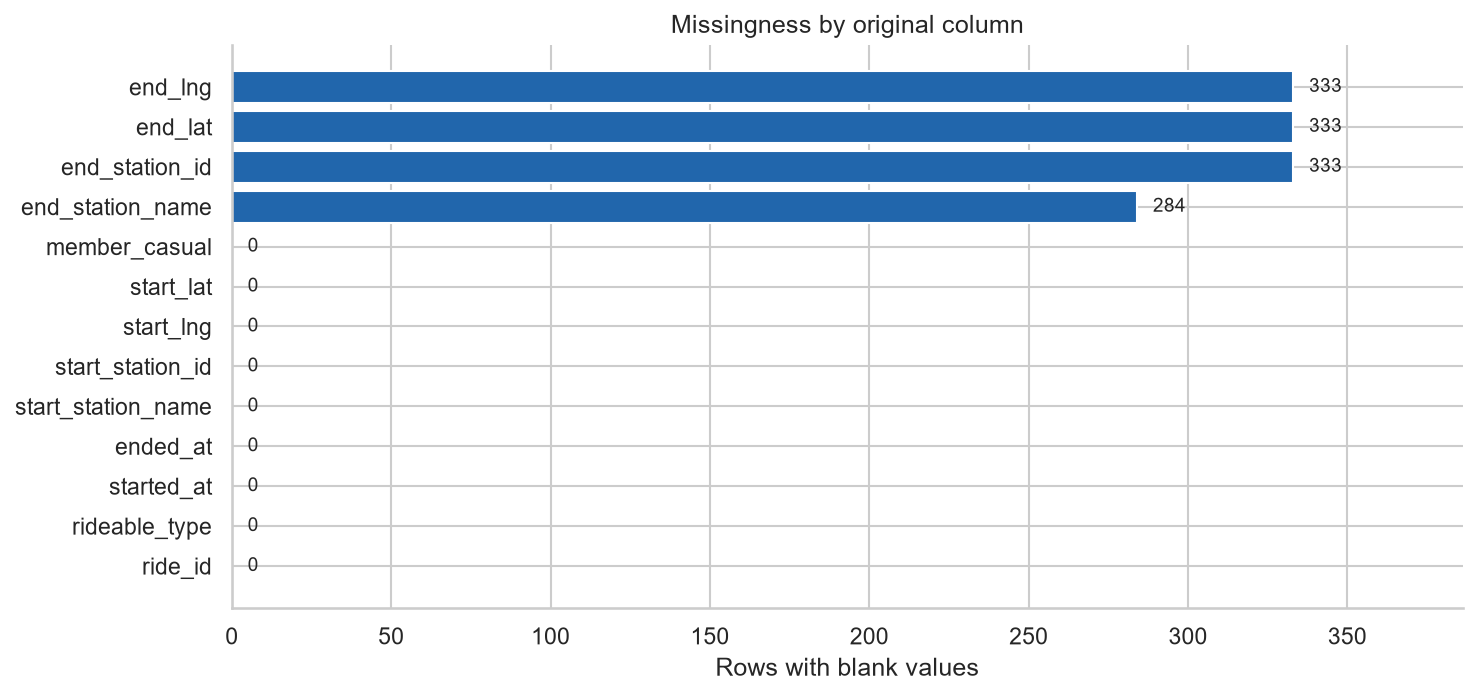 Missingness by original column
end_lng 333
end_lat 333
end_station_id 333
end_station_name 284
member_casual 0
start_lat 0
start_lng 0
start_station_id 0
start_station_name 0
ended_at 0
started_at 0
rideable_type 0
ride_id 0
0 50 100 150 200 250 300 350
Rows with blank values